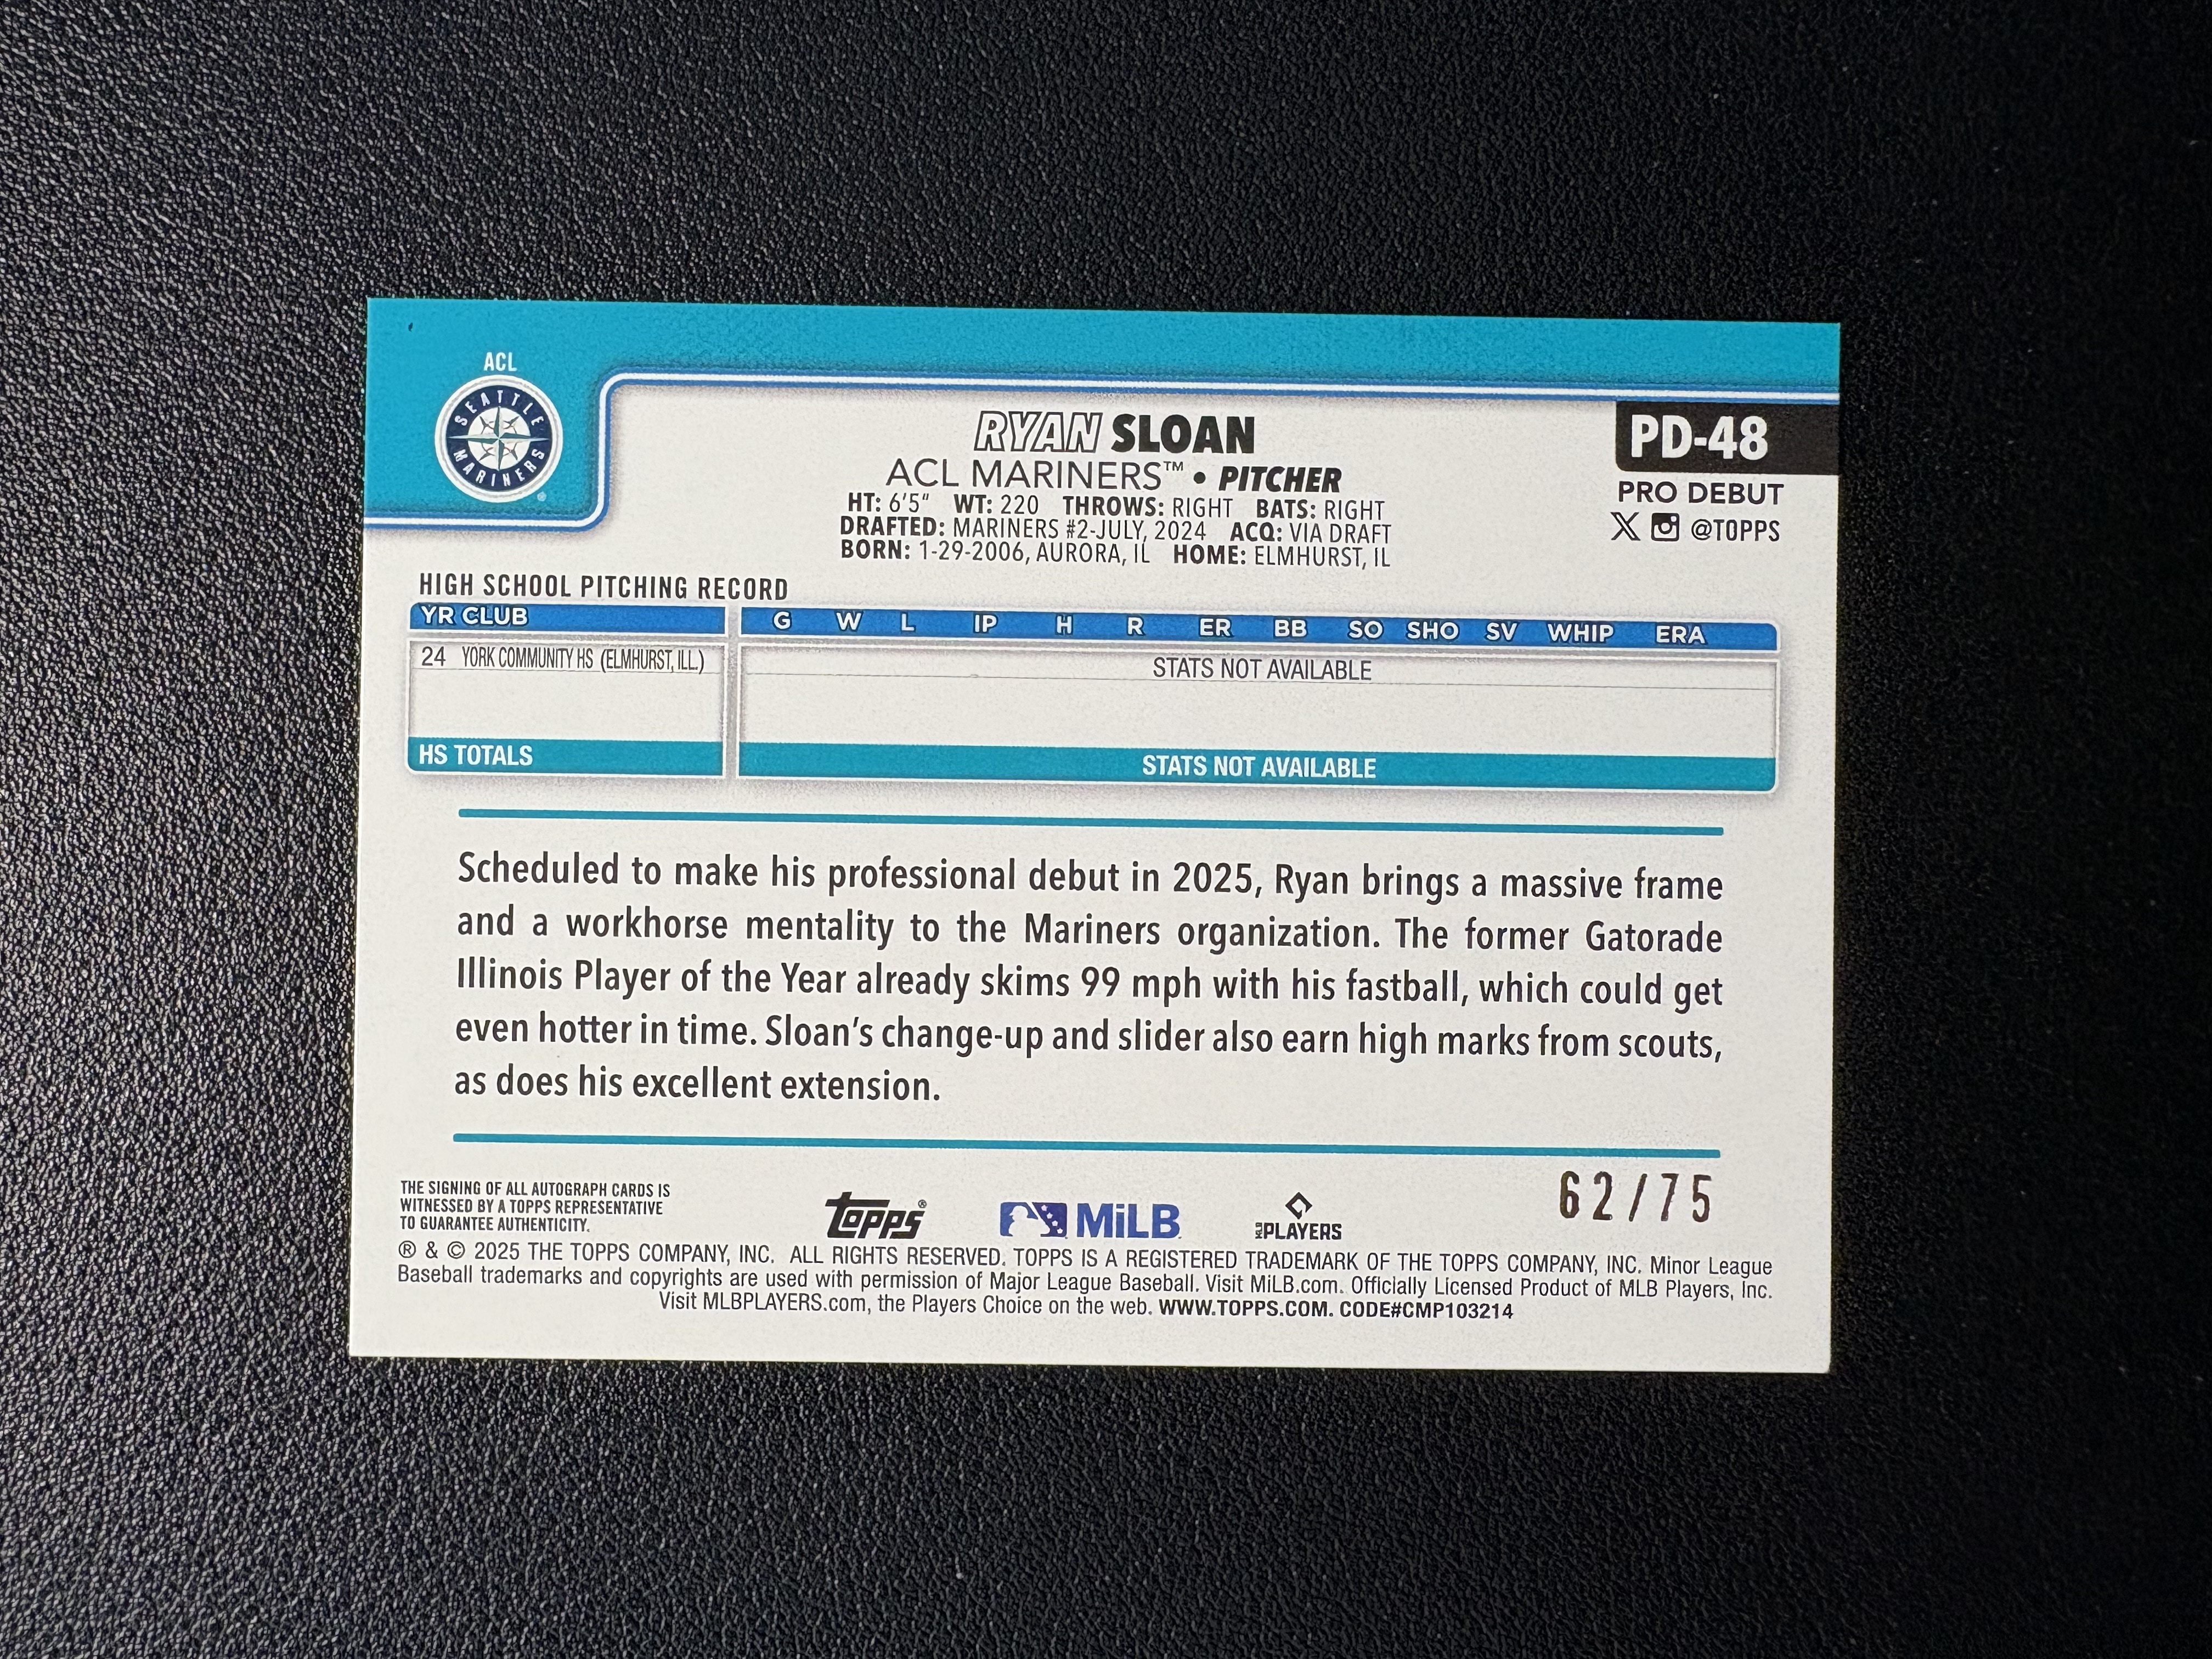 ACL
SEATTLE MARINERS
RYAN SLOAN
ACL MARINERS™ • PITCHER
HT: 6'5" WT: 220 THROWS: RIGHT BATS: RIGHT
DRAFTED: MARINERS #2-JULY, 2024 ACQ: VIA DRAFT
BORN: 1-29-2006, AURORA, IL HOME: ELMHURST, IL
PD-48
PRO DEBUT
X @TOPPS
HIGH SCHOOL PITCHING RECORD
YR CLUB G W L IP H R ER BB SO SHO SV WHIP ERA
24 YORK COMMUNITY HS (ELMHURST, ILL.) STATS NOT AVAILABLE
HS TOTALS STATS NOT AVAILABLE
Scheduled to make his professional debut in 2025, Ryan brings a massive frame
and a workhorse mentality to the Mariners organization. The former Gatorade
Illinois Player of the Year already skims 99 mph with his fastball, which could get
even hotter in time. Sloan's change-up and slider also earn high marks from scouts,
as does his excellent extension.
THE SIGNING OF ALL AUTOGRAPH CARDS IS
WITNESSED BY A TOPPS REPRESENTATIVE
TO GUARANTEE AUTHENTICITY.
Topps®
MiLB
MLB PLAYERS
62/75
® & © 2025 THE TOPPS COMPANY, INC. ALL RIGHTS RESERVED. TOPPS IS A REGISTERED TRADEMARK OF THE TOPPS COMPANY, INC. Minor League
Baseball trademarks and copyrights are used with permission of Major League Baseball. Visit MiLB.com. Officially Licensed Product of MLB Players, Inc.
Visit MLBPLAYERS.com, the Players Choice on the web. WWW.TOPPS.COM. CODE#CMP103214